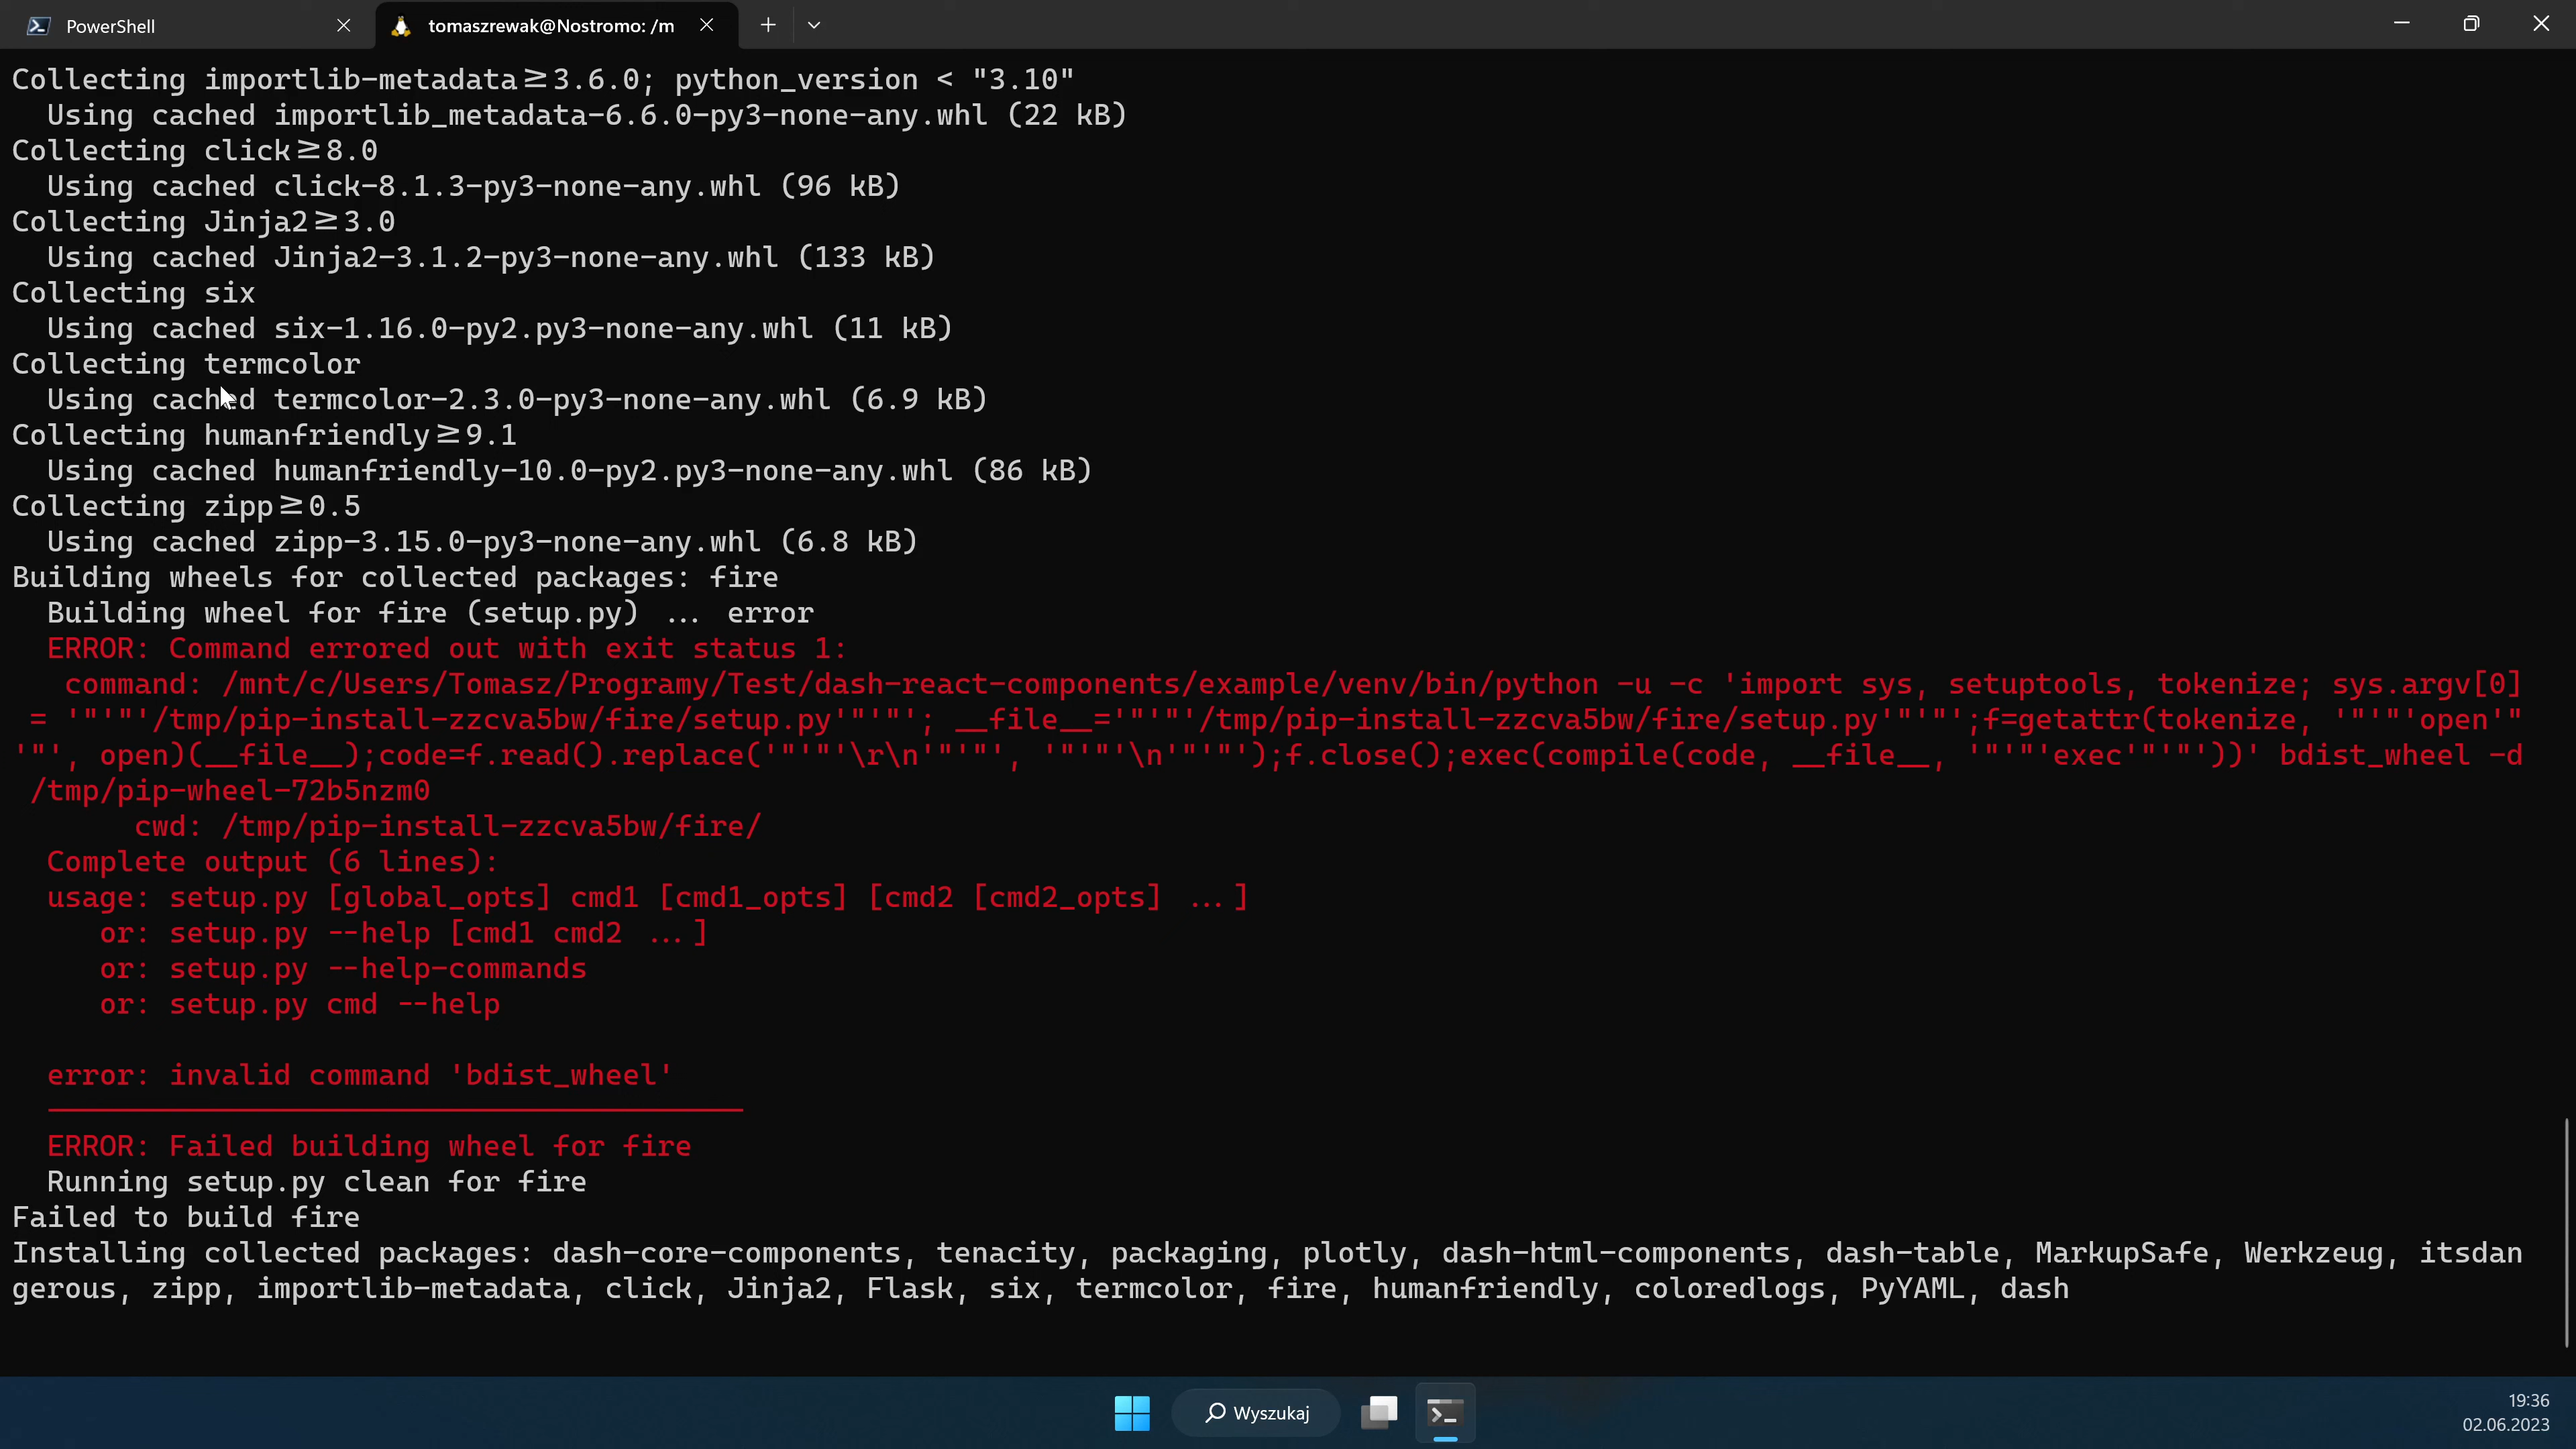 PowerShell
tomaszrewak@Nostromo: /m
Collecting importlib-metadata≥3.6.0; python_version < "3.10"
  Using cached importlib_metadata-6.6.0-py3-none-any.whl (22 kB)
Collecting click≥8.0
  Using cached click-8.1.3-py3-none-any.whl (96 kB)
Collecting Jinja2≥3.0
  Using cached Jinja2-3.1.2-py3-none-any.whl (133 kB)
Collecting six
  Using cached six-1.16.0-py2.py3-none-any.whl (11 kB)
Collecting termcolor
  Using cached termcolor-2.3.0-py3-none-any.whl (6.9 kB)
Collecting humanfriendly≥9.1
  Using cached humanfriendly-10.0-py2.py3-none-any.whl (86 kB)
Collecting zipp≥0.5
  Using cached zipp-3.15.0-py3-none-any.whl (6.8 kB)
Building wheels for collected packages: fire
  Building wheel for fire (setup.py) ... error
  ERROR: Command errored out with exit status 1:
   command: /mnt/c/Users/Tomasz/Programy/Test/dash-react-components/example/venv/bin/python -u -c 'import sys, setuptools, tokenize; sys.argv[0]
 = '"'"'/tmp/pip-install-zzcva5bw/fire/setup.py'"'"'; __file__='"'"'/tmp/pip-install-zzcva5bw/fire/setup.py'"'"';f=getattr(tokenize, '"'"'open'"
'"', open)(__file__);code=f.read().replace('"'"'\r\n'"'"', '"'"'\n'"'"');f.close();exec(compile(code, __file__, '"'"'exec'"'"'))' bdist_wheel -d
 /tmp/pip-wheel-72b5nzm0
       cwd: /tmp/pip-install-zzcva5bw/fire/
  Complete output (6 lines):
  usage: setup.py [global_opts] cmd1 [cmd1_opts] [cmd2 [cmd2_opts] ...]
     or: setup.py --help [cmd1 cmd2 ...]
     or: setup.py --help-commands
     or: setup.py cmd --help
  error: invalid command 'bdist_wheel'
  ERROR: Failed building wheel for fire
  Running setup.py clean for fire
Failed to build fire
Installing collected packages: dash-core-components, tenacity, packaging, plotly, dash-html-components, dash-table, MarkupSafe, Werkzeug, itsdan
gerous, zipp, importlib-metadata, click, Jinja2, Flask, six, termcolor, fire, humanfriendly, coloredlogs, PyYAML, dash
Wyszukaj
19:36
02.06.2023